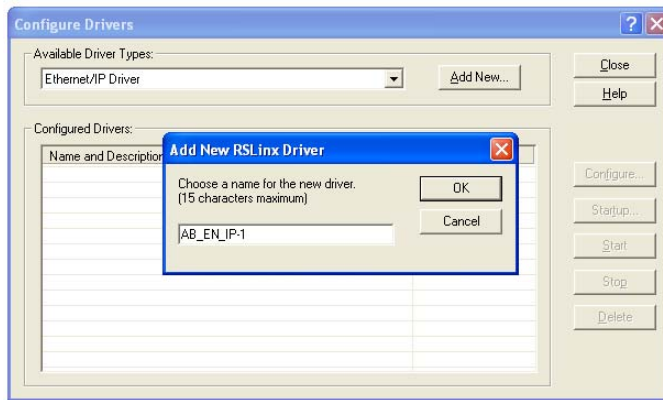 Configure Drivers
Available Driver Types:
Ethernet/IP Driver
Add New...
Close
Help
Configured Drivers:
Name and Description
Add New RSLinx Driver
Choose a name for the new driver.
(15 characters maximum)
AB_EN_IP-1
OK
Cancel
Configure...
Startup...
Start
Stop
Delete